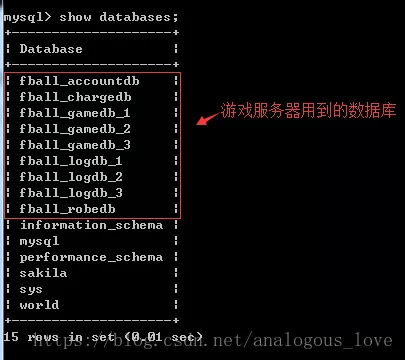 mysql> show databases;
+--------------------+
| Database           |
+--------------------+
| fball_accountdb    |
| fball_chargedb     |
| fball_gamedb_1     |
| fball_gamedb_2     |
| fball_gamedb_3     |
| fball_logdb_1      |
| fball_logdb_2      |
| fball_logdb_3      |
| fball_robedb       |
游戏服务器用到的数据库
| information_schema |
| mysql              |
| performance_schema |
| sakila             |
| sys                |
| world              |
+--------------------+
15 rows in set (0.01 sec)
https://blog.csdn.net/analogous_love